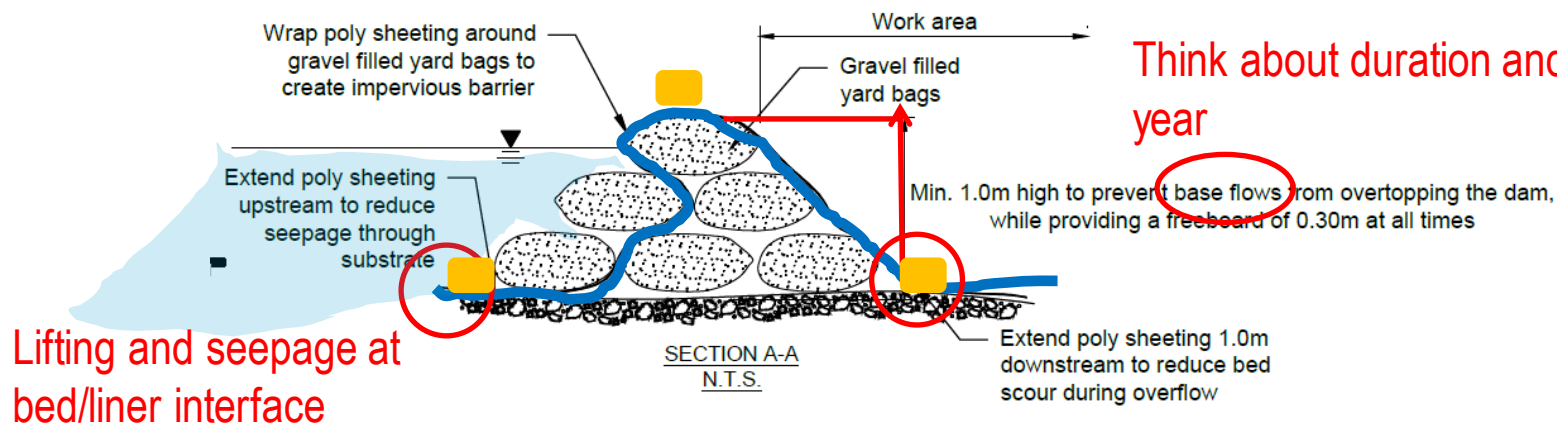 Work area
Wrap poly sheeting around
gravel filled yard bags to
create impervious barrier
Gravel filled
yard bags
Think about duration and
year
Extend poly sheeting
upstream to reduce
seepage through
substrate
Min. 1.0m high to prevent base flows from overtopping the dam,
while providing a freeboard of 0.30m at all times
Lifting and seepage at
bed/liner interface
SECTION A-A
N.T.S.
Extend poly sheeting 1.0m
downstream to reduce bed
scour during overflow